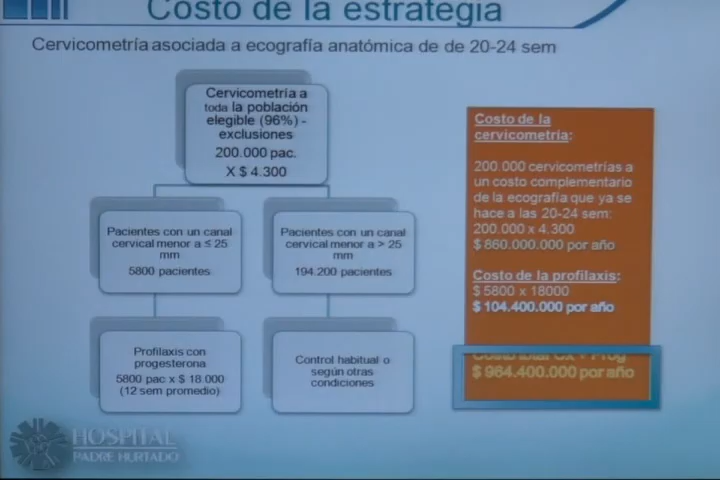 Costo de la estrategia
Cervicometría asociada a ecografía anatómica de de 20-24 sem
Cervicometría a
toda la población
elegible (96%) -
exclusiones
200.000 pac.
X $ 4.300
Pacientes con un canal
cervical menor a ≤ 25
mm
5800 pacientes
Pacientes con un canal
cervical menor a > 25
mm
194.200 pacientes
Profilaxis con
progesterona
5800 pac x $ 18.000
(12 sem promedio)
Control habitual o
según otras
condiciones
Costo de la
cervicometría:
200.000 cervicometrías a
un costo complementario
de la ecografía que ya se
hace a las 20-24 sem:
200.000 x 4.300
$ 860.000.000 por año
Costo de la profilaxis:
$ 5800 x 18000
$ 104.400.000 por año
Costo total Cx + Prog
$ 964.400.000 por año
HOSPITAL
PADRE HURTADO